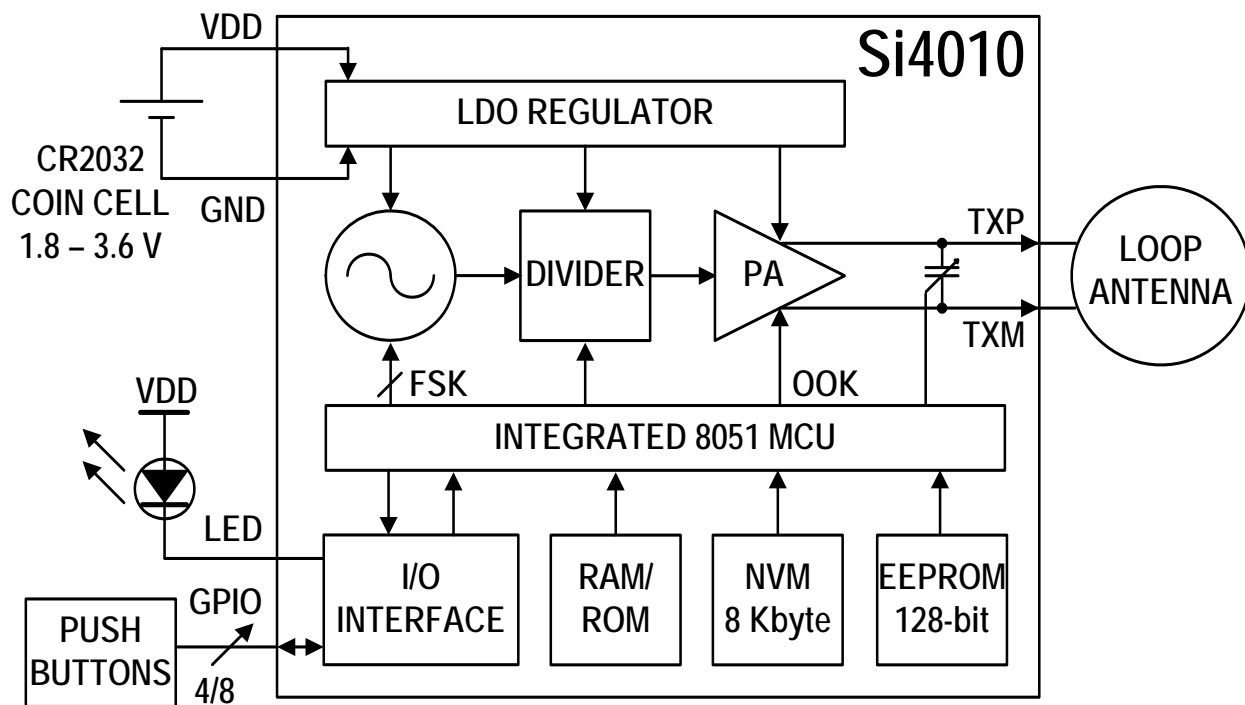 VDD
Si4010
LDO REGULATOR
CR2032
COIN CELL
1.8 – 3.6 V
GND
DIVIDER
PA
TXP
TXM
LOOP
ANTENNA
FSK
OOK
VDD
INTEGRATED 8051 MCU
LED
I/O
INTERFACE
RAM/
ROM
NVM
8 Kbyte
EEPROM
128-bit
GPIO
4/8
PUSH
BUTTONS